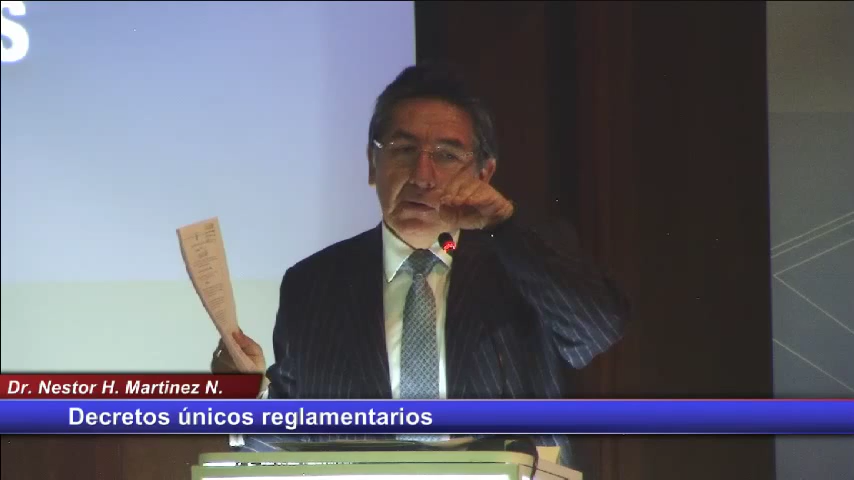 S
Dr. Nestor H. Martinez N.
Decretos únicos reglamentarios